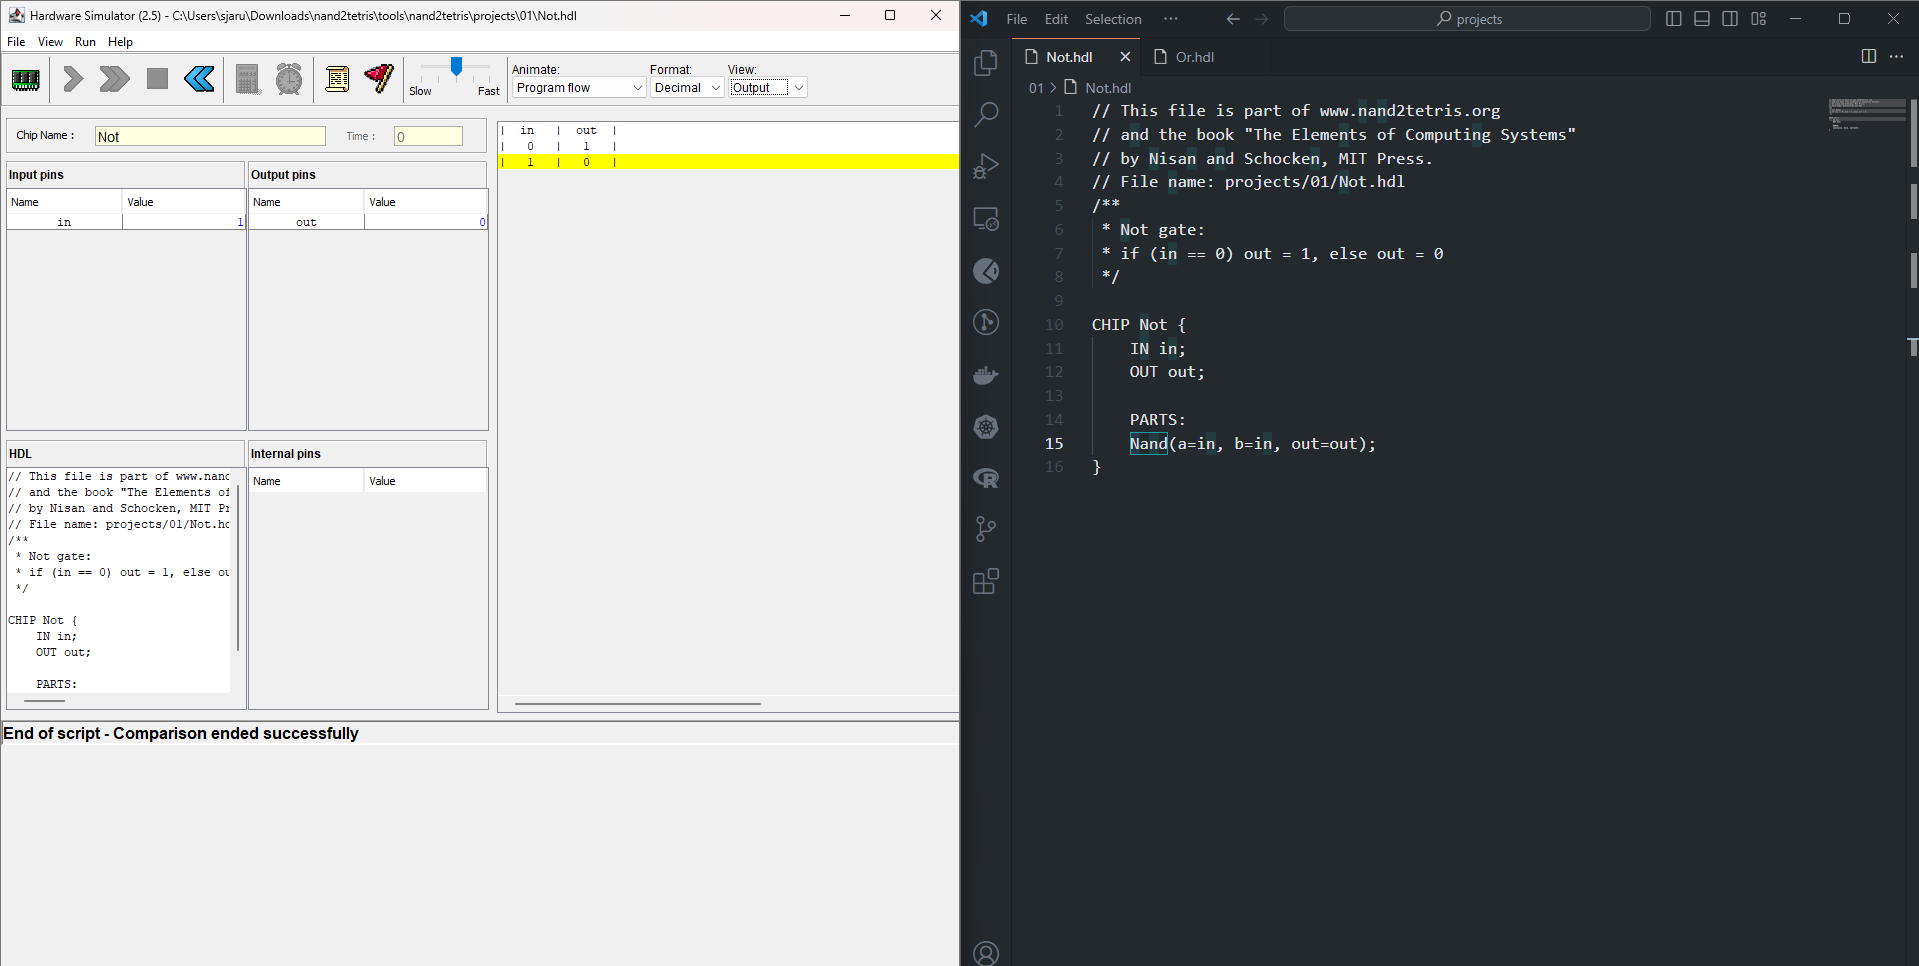 Hardware Simulator (2.5) - C:\Users\sjaru\Downloads\nand2tetris\tools\nand2tetris\projects\01\Not.hdl
File View Run Help
Slow Fast
Animate: Format: View:
Program flow Decimal Output
Chip Name : Not Time : 0
Input pins Output pins
Name Value Name Value
in 1 out 0
| in | out |
| 0 | 1 |
| 1 | 0 |
HDL Internal pins
Name Value
// This file is part of www.nand
// and the book "The Elements of
// by Nisan and Schocken, MIT Pr
// File name: projects/01/Not.hd
/**
* Not gate:
* if (in == 0) out = 1, else ou
*/
CHIP Not {
IN in;
OUT out;
PARTS:
End of script - Comparison ended successfully
File Edit Selection ··· projects
Not.hdl Or.hdl
01 > Not.hdl
1 // This file is part of www.nand2tetris.org
2 // and the book "The Elements of Computing Systems"
3 // by Nisan and Schocken, MIT Press.
4 // File name: projects/01/Not.hdl
5 /**
6 * Not gate:
7 * if (in == 0) out = 1, else out = 0
8 */
9
10 CHIP Not {
11 IN in;
12 OUT out;
13
14 PARTS:
15 Nand(a=in, b=in, out=out);
16 }